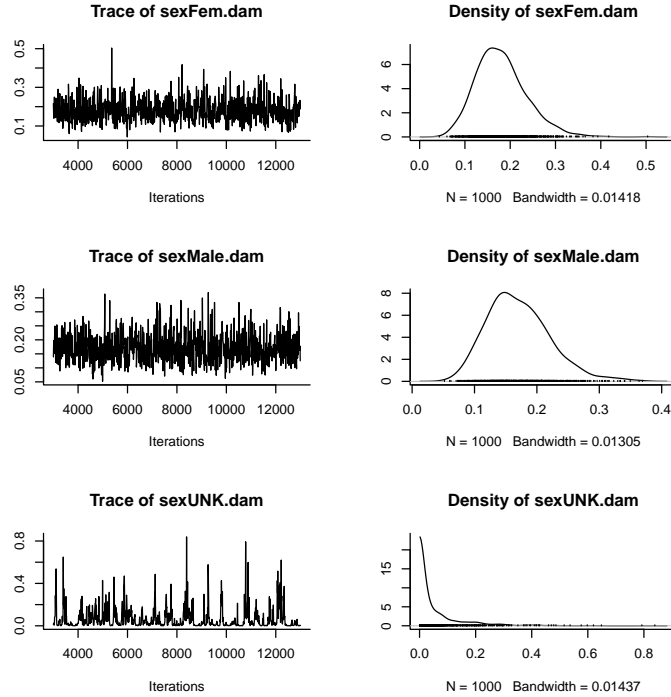 Trace of sexFem.dam
0.1 0.3 0.5
4000 6000 8000 10000 12000
Iterations
Density of sexFem.dam
0 2 4 6
0.0 0.1 0.2 0.3 0.4 0.5
N = 1000 Bandwidth = 0.01418
Trace of sexMale.dam
0.05 0.20 0.35
4000 6000 8000 10000 12000
Iterations
Density of sexMale.dam
0 2 4 6 8
0.0 0.1 0.2 0.3 0.4
N = 1000 Bandwidth = 0.01305
Trace of sexUNK.dam
0.0 0.4 0.8
4000 6000 8000 10000 12000
Iterations
Density of sexUNK.dam
0 5 15
0.0 0.2 0.4 0.6 0.8
N = 1000 Bandwidth = 0.01437